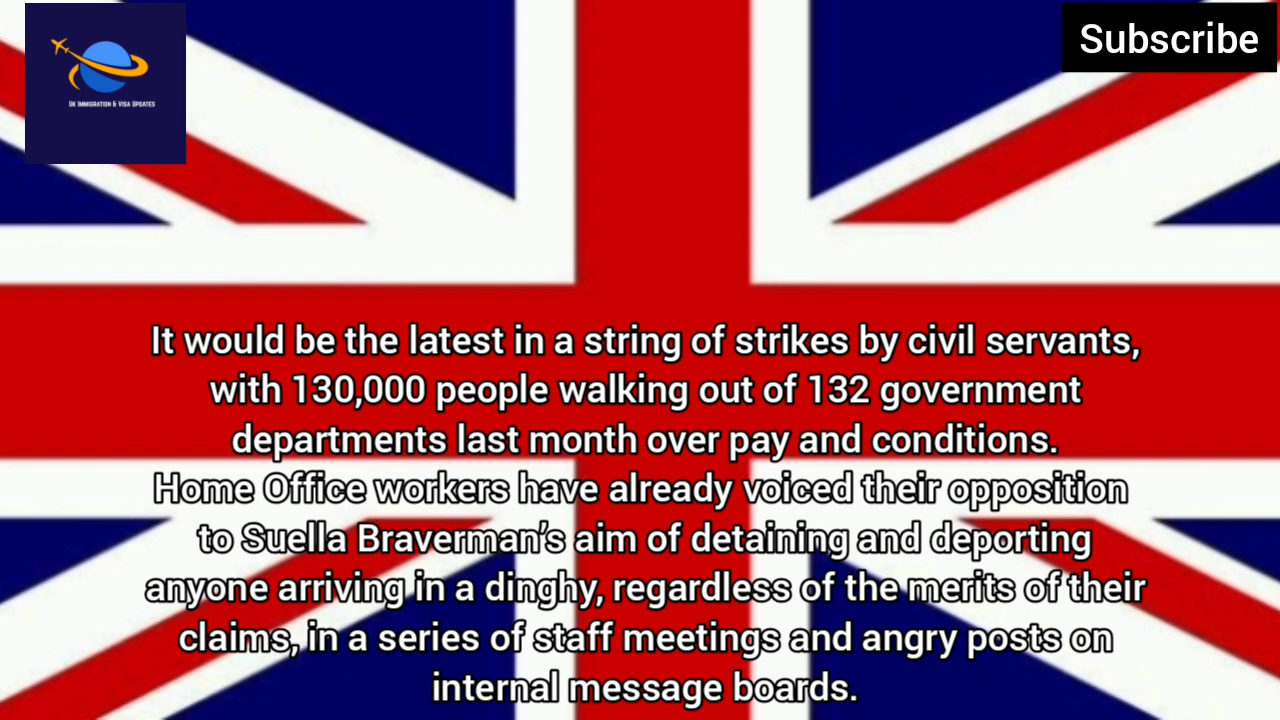 UK Immigration & Visa Updates
Subscribe
It would be the latest in a string of strikes by civil servants,
with 130,000 people walking out of 132 government
departments last month over pay and conditions.
Home Office workers have already voiced their opposition
to Suella Braverman’s aim of detaining and deporting
anyone arriving in a dinghy, regardless of the merits of their
claims, in a series of staff meetings and angry posts on
internal message boards.